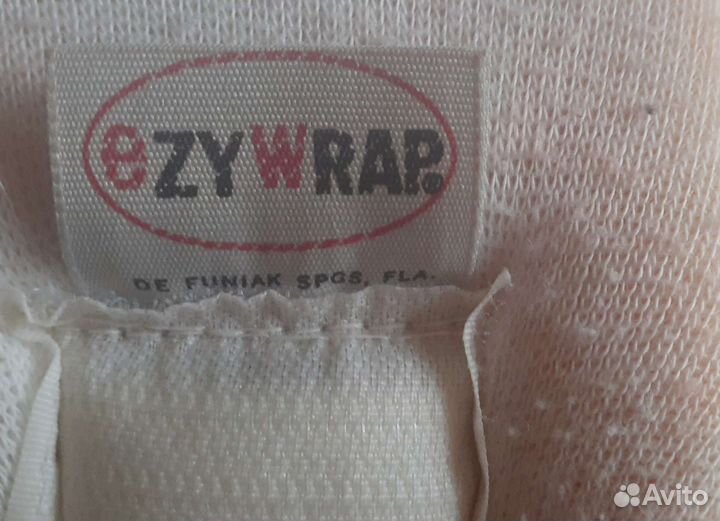 EZYWRAP®
DE FUNIAK SPGS, FLA.
Avito